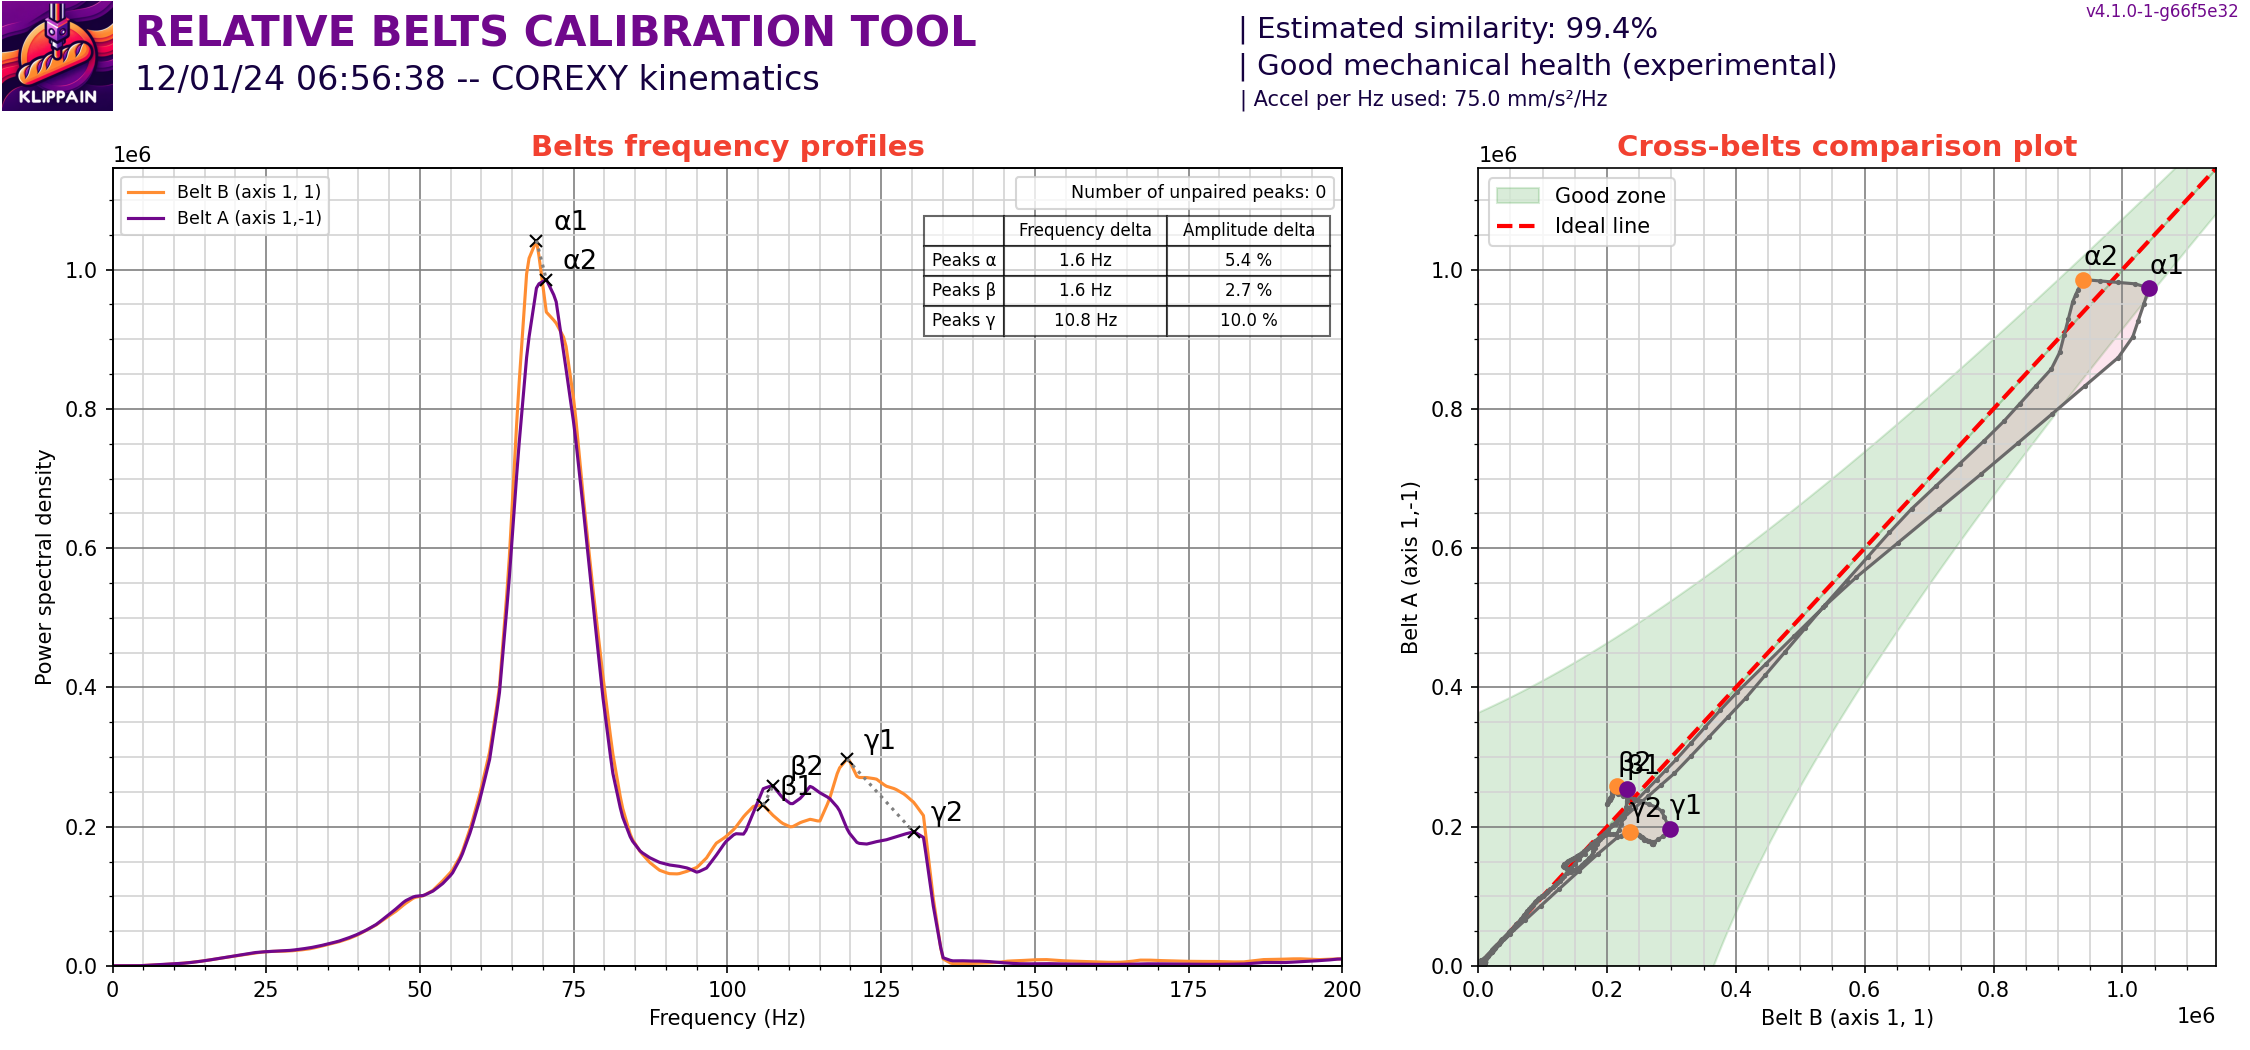 KLIPPAIN
RELATIVE BELTS CALIBRATION TOOL
12/01/24 06:56:38 -- COREXY kinematics
| Estimated similarity: 99.4%
| Good mechanical health (experimental)
| Accel per Hz used: 75.0 mm/s²/Hz
v4.1.0-1-g66f5e32
Belts frequency profiles
1e6
Belt B (axis 1, 1)
Belt A (axis 1,-1)
Number of unpaired peaks: 0
Frequency delta Amplitude delta
Peaks α 1.6 Hz 5.4 %
Peaks β 1.6 Hz 2.7 %
Peaks γ 10.8 Hz 10.0 %
α1
α2
β2
β1
γ1
γ2
Power spectral density
1.0
0.8
0.6
0.4
0.2
0.0
0 25 50 75 100 125 150 175 200
Frequency (Hz)
Cross-belts comparison plot
1e6
Good zone
Ideal line
α2
α1
β2
β1
γ2
γ1
Belt A (axis 1,-1)
1.0
0.8
0.6
0.4
0.2
0.0
0.0 0.2 0.4 0.6 0.8 1.0
Belt B (axis 1, 1)
1e6